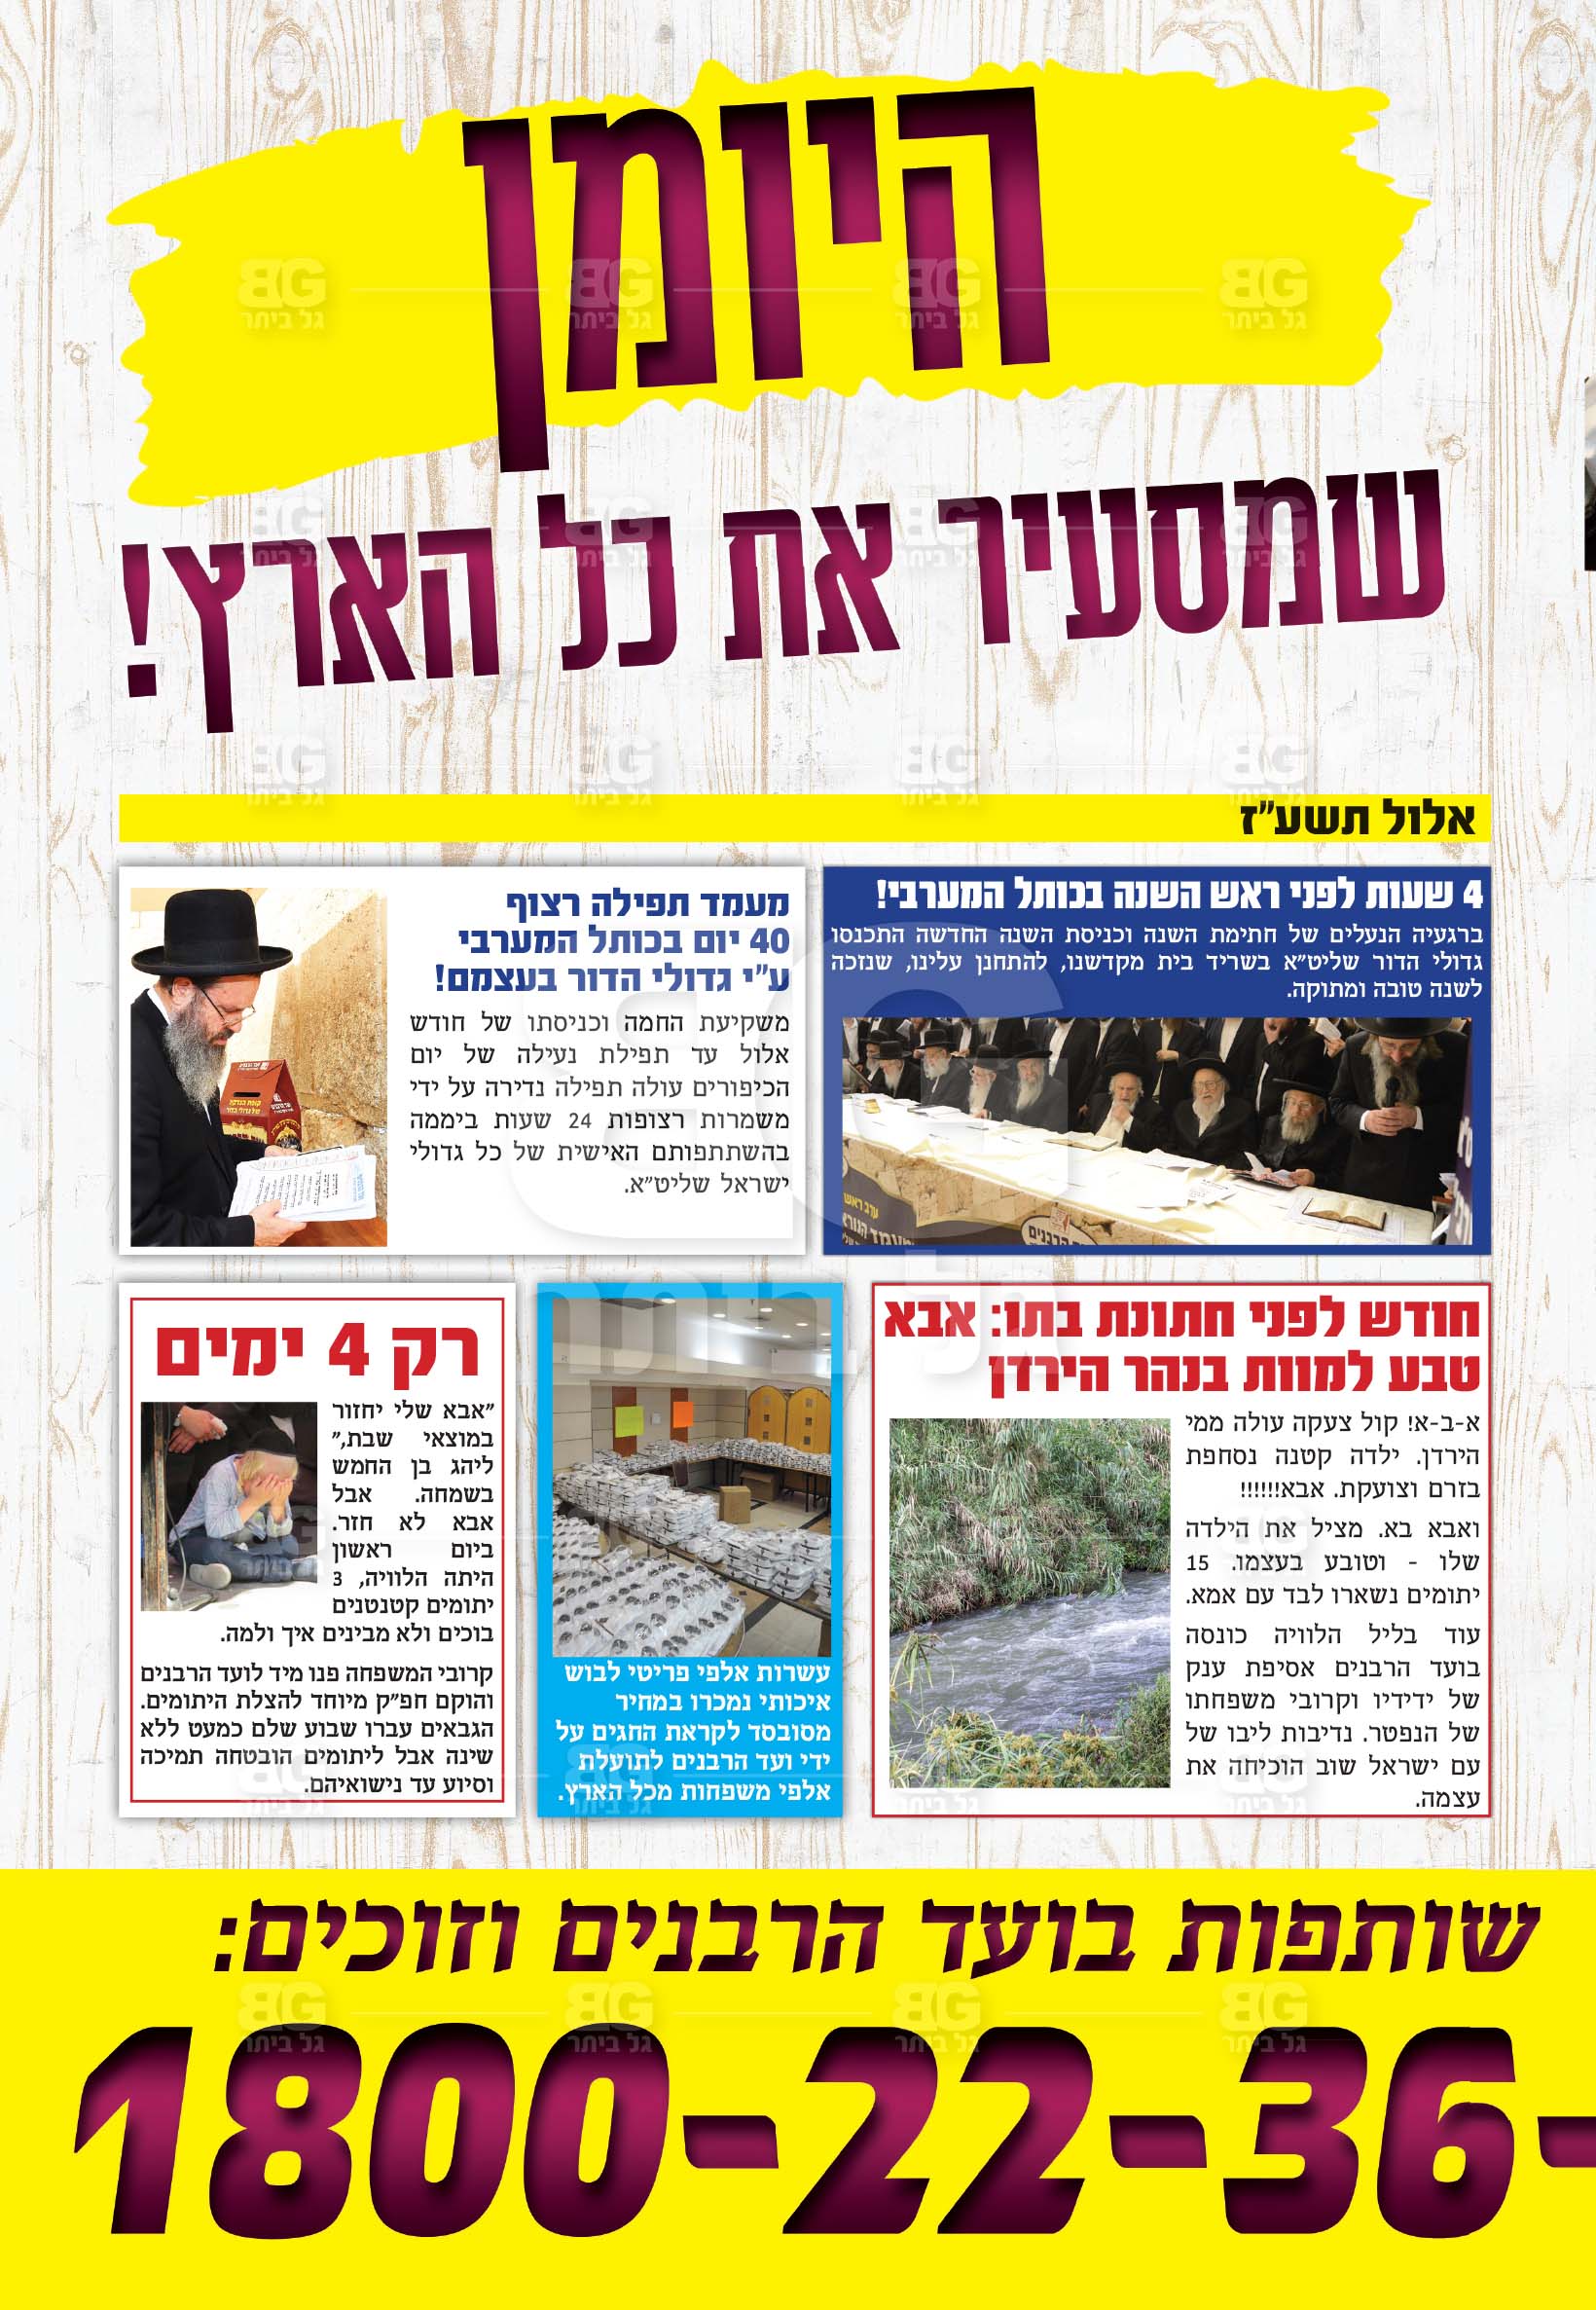 היומן
שמסעיר את כל הארץ!
אלול תשע"ז
4 שעות לפני ראש השנה בכותל המערבי!
ברגעיה הנעלים של חתימת השנה וכניסת השנה החדשה התכנסו
גדולי הדור שליט"א בשריד בית מקדשנו, להתחנן עלינו, שנזכה
לשנה טובה ומתוקה.
מעמד תפילה רצוף
40 יום בכותל המערבי
ע"י גדולי הדור בעצמם!
משקיעת החמה וכניסתו של חודש
אלול עד תפילת נעילה של יום
הכיפורים עולה תפילה נדירה על ידי
משמרות רצופות 24 שעות ביממה
בהשתתפותם האישית של כל גדולי
ישראל שליט"א.
חודש לפני חתונת בתו: אבא
טבע למוות בנהר הירדן
א-ב-א! קול צעקה עולה ממי
הירדן. ילדה קטנה נסחפת
בזרם וצועקת. אבא!!!!!!
ואבא בא. מציל את הילדה
שלו - וטובע בעצמו. 15
יתומים נשארו לבד עם אמא.
עוד בליל הלוויה כונסה
בועד הרבנים אסיפת ענק
של ידידיו וקרובי משפחתו
של הנפטר. נדיבות ליבו של
עם ישראל שוב הוכיחה את
עצמה.
עשרות אלפי פריטי לבוש
איכותי נמכרו במחיר
מסובסד לקראת החגים על
ידי ועד הרבנים לתועלת
אלפי משפחות מכל הארץ.
רק 4 ימים
"אבא שלי יחזור
במוצאי שבת,"
ליהג בן החמש
בשמחה. אבל
אבא לא חזר.
ביום ראשון
היתה הלוויה, 3
יתומים קטנטנים
בוכים ולא מבינים איך ולמה.
קרובי המשפחה פנו מיד לועד הרבנים
והוקם חפ"ק מיוחד להצלת היתומים.
הגבאים עברו שבוע שלם כמעט ללא
שינה אבל ליתומים הובטחה תמיכה
וסיוע עד נישואיהם.
שותפות בועד הרבנים וזוכים:
1800-22-36-
BG
גל ביתר